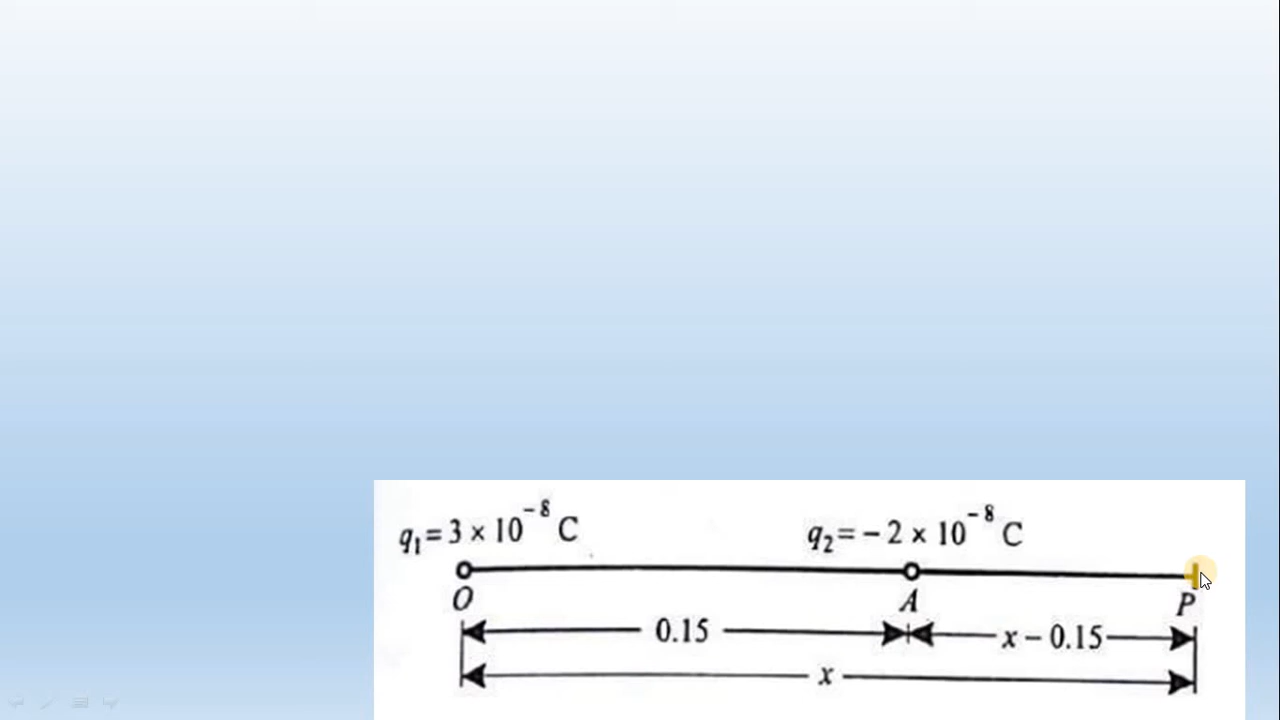 q₁ = 3 × 10⁻⁸ C
q₂ = − 2 × 10⁻⁸ C
O
A
P
0.15
x − 0.15
x